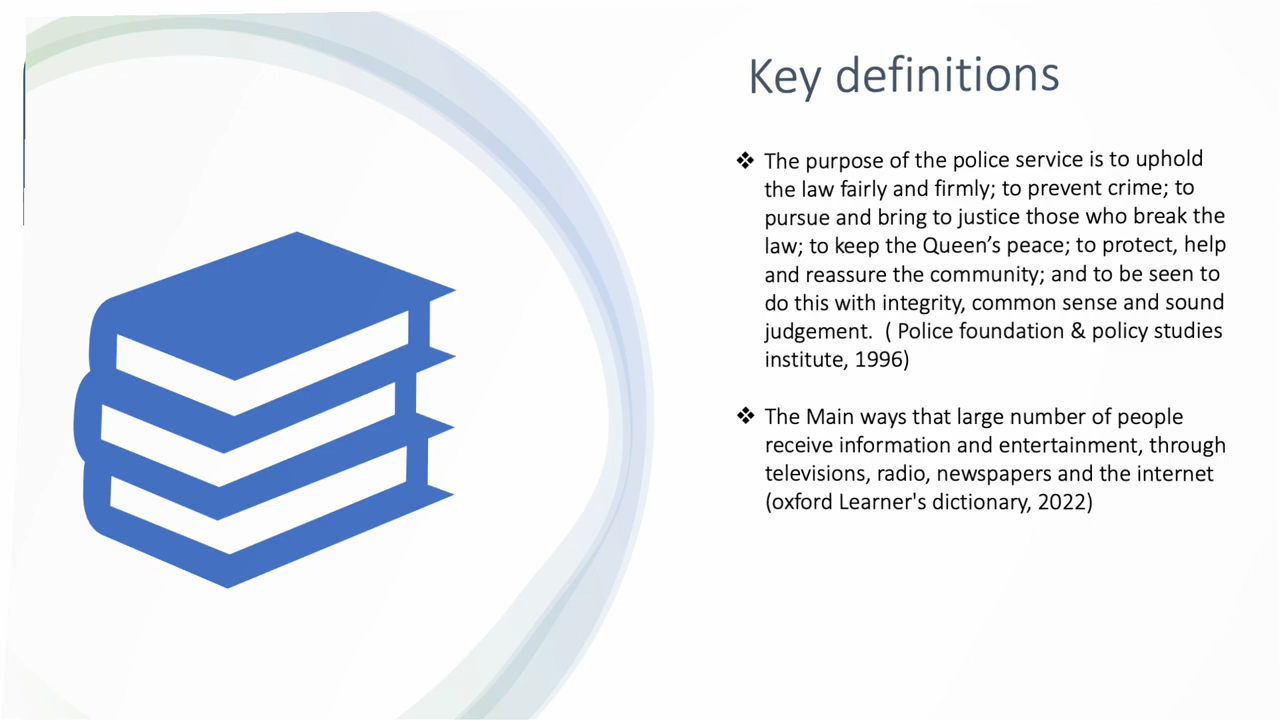 Key definitions
❖ The purpose of the police service is to uphold
the law fairly and firmly; to prevent crime; to
pursue and bring to justice those who break the
law; to keep the Queen’s peace; to protect, help
and reassure the community; and to be seen to
do this with integrity, common sense and sound
judgement.  ( Police foundation & policy studies
institute, 1996)
❖ The Main ways that large number of people
receive information and entertainment, through
televisions, radio, newspapers and the internet
(oxford Learner's dictionary, 2022)